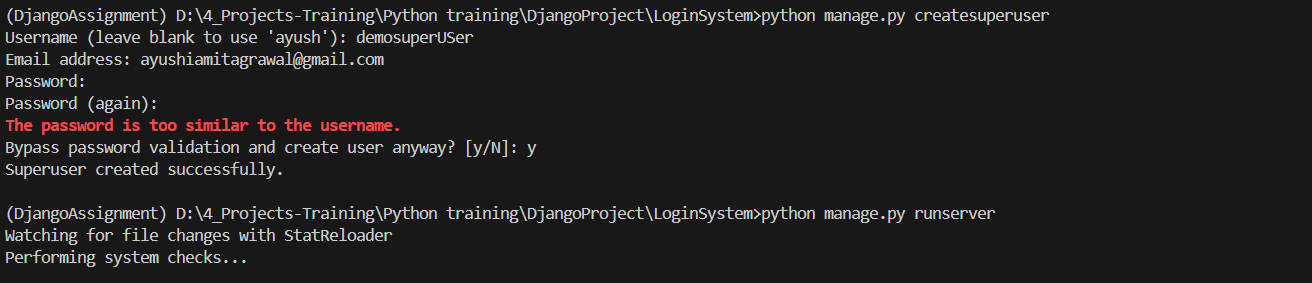 (DjangoAssignment) D:\4_Projects-Training\Python training\DjangoProject\LoginSystem>python manage.py createsuperuser
Username (leave blank to use 'ayush'): demosuperUSer
Email address: ayushiamitagrawal@gmail.com
Password:
Password (again):
The password is too similar to the username.
Bypass password validation and create user anyway? [y/N]: y
Superuser created successfully.
(DjangoAssignment) D:\4_Projects-Training\Python training\DjangoProject\LoginSystem>python manage.py runserver
Watching for file changes with StatReloader
Performing system checks...